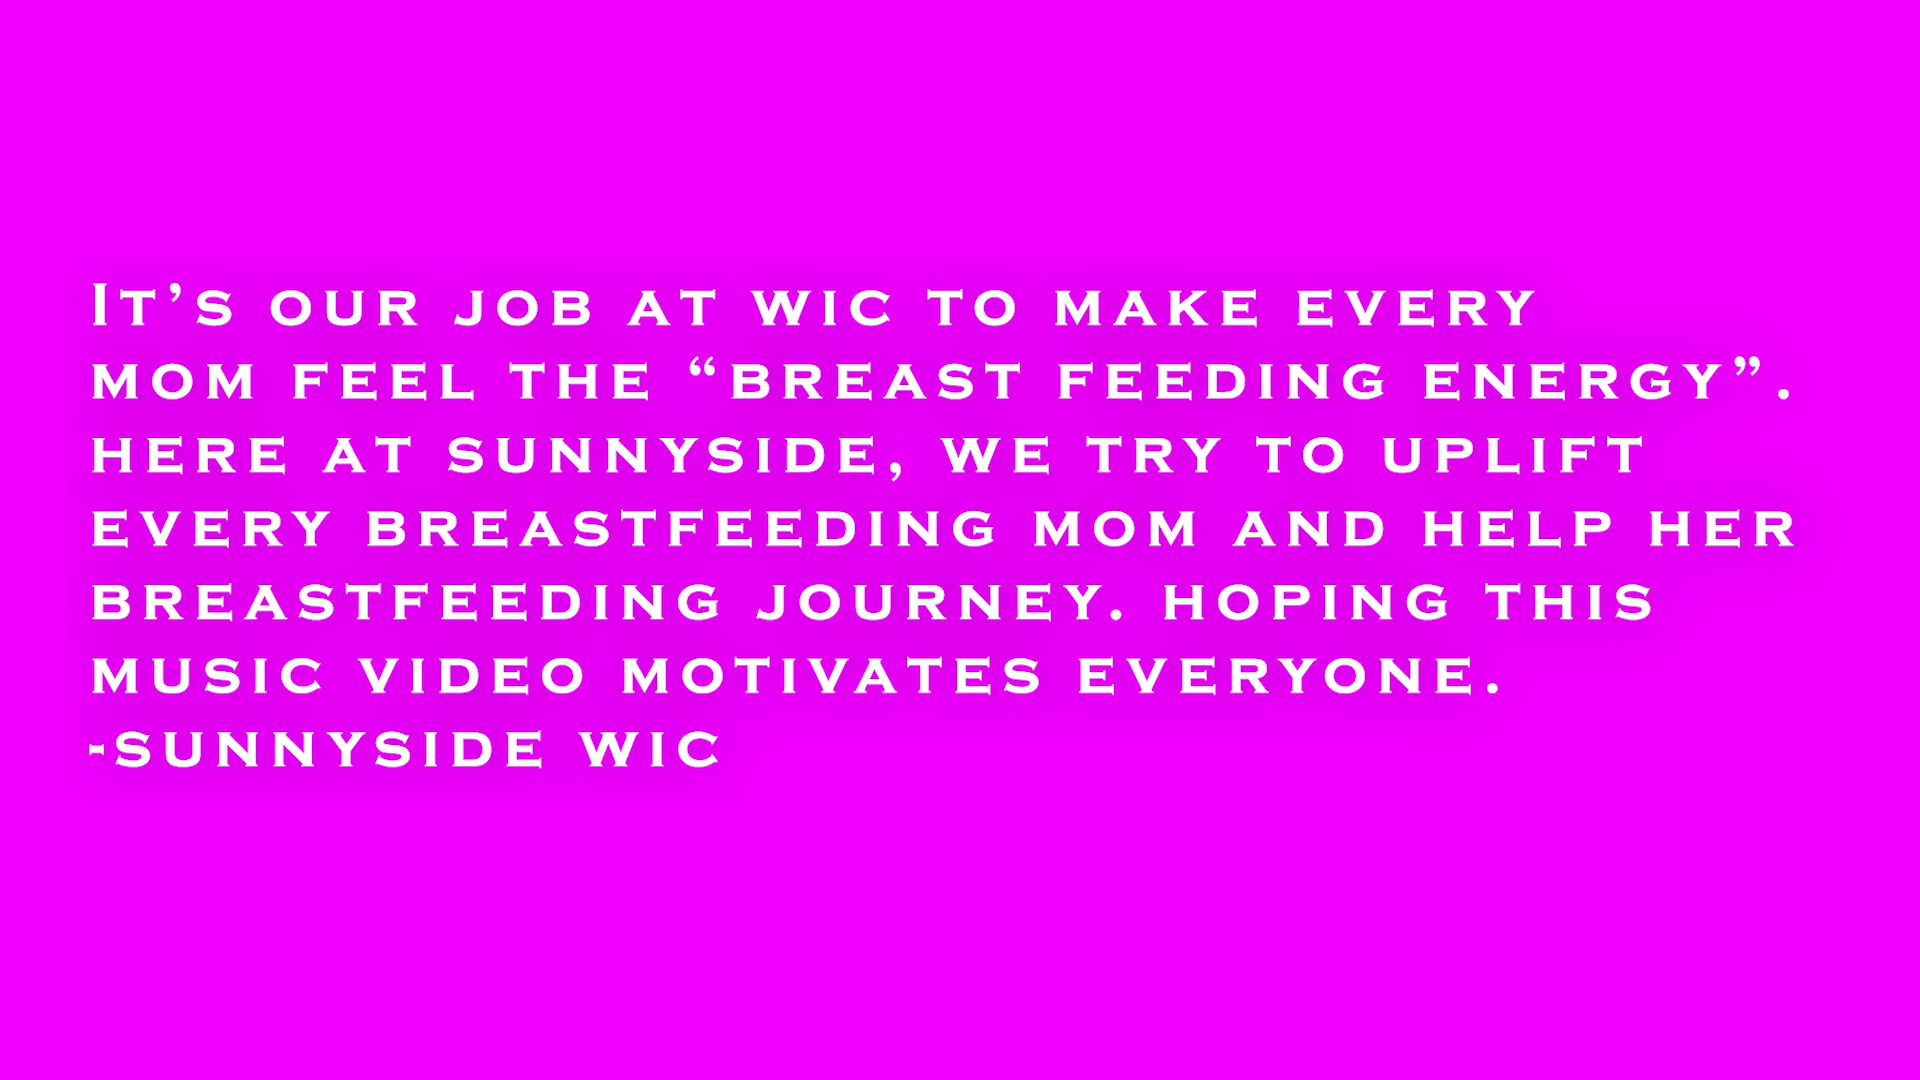 It’s our job at wic to make every
mom feel the “breast feeding energy”.
here at sunnyside, we try to uplift
every breastfeeding mom and help her
breastfeeding journey. hoping this
music video motivates everyone.
-sunnyside wic